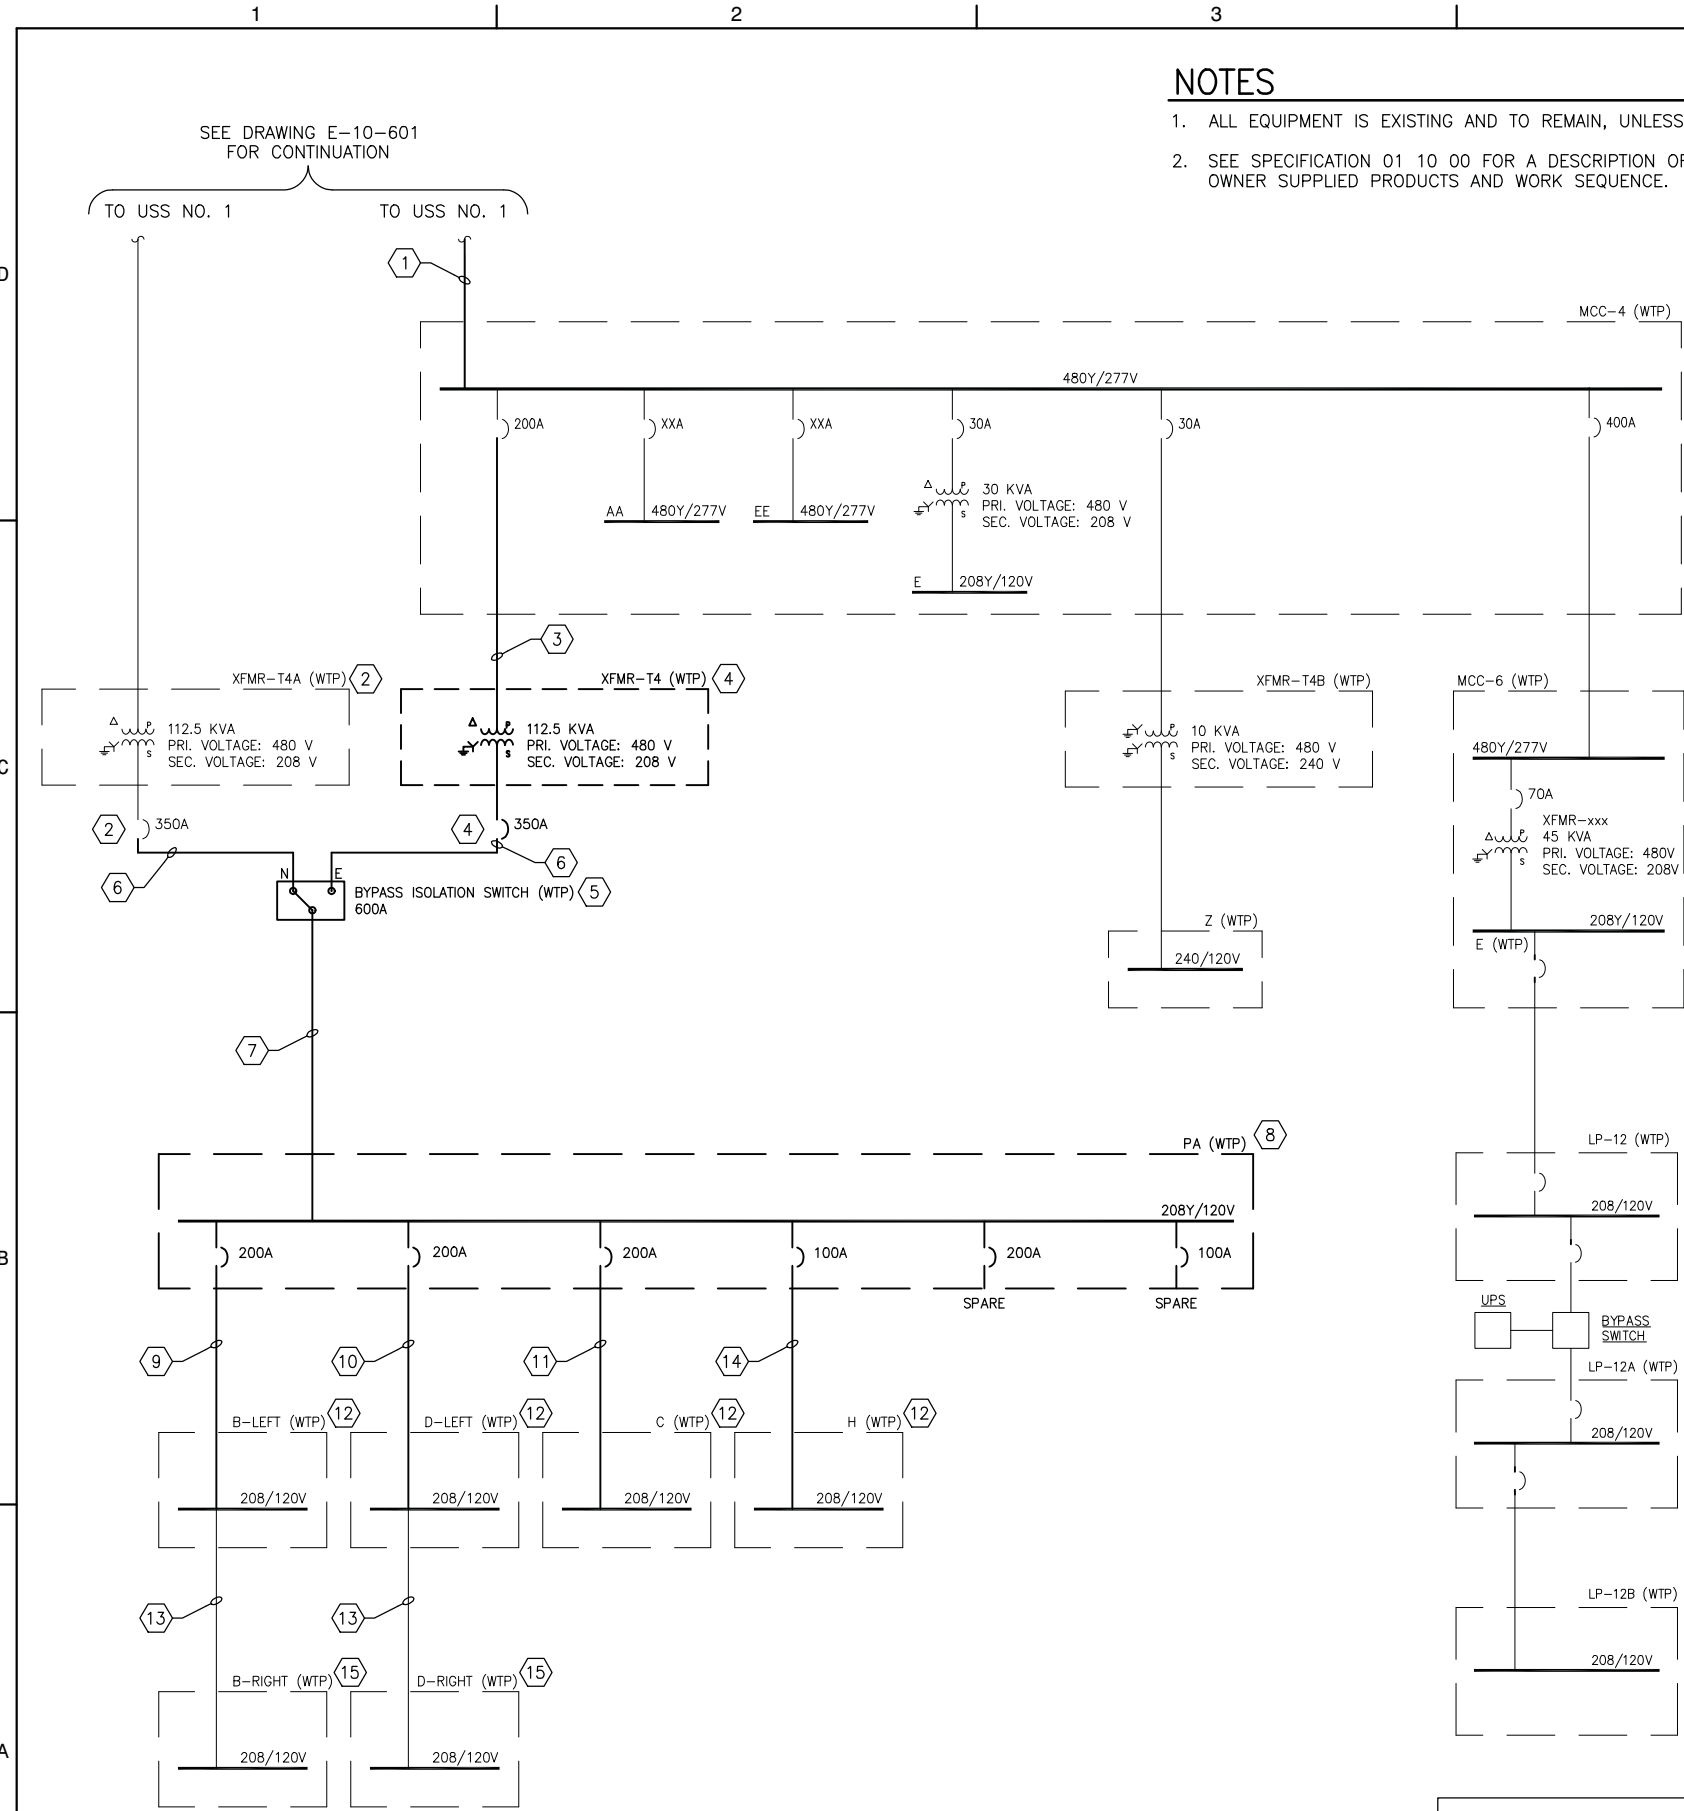 1
2
3
NOTES
1. ALL EQUIPMENT IS EXISTING AND TO REMAIN, UNLESS
2. SEE SPECIFICATION 01 10 00 FOR A DESCRIPTION OF
OWNER SUPPLIED PRODUCTS AND WORK SEQUENCE.
SEE DRAWING E-10-601
FOR CONTINUATION
TO USS NO. 1
TO USS NO. 1
1
D
MCC-4 (WTP)
480Y/277V
200A
XXA
XXA
30A
30A
400A
Δ
P
S
30 KVA
PRI. VOLTAGE: 480 V
SEC. VOLTAGE: 208 V
AA
480Y/277V
EE
480Y/277V
E
208Y/120V
3
XFMR-T4A (WTP)
2
XFMR-T4 (WTP)
4
XFMR-T4B (WTP)
MCC-6 (WTP)
Δ
P
S
112.5 KVA
PRI. VOLTAGE: 480 V
SEC. VOLTAGE: 208 V
Δ
P
S
112.5 KVA
PRI. VOLTAGE: 480 V
SEC. VOLTAGE: 208 V
P
S
10 KVA
PRI. VOLTAGE: 480 V
SEC. VOLTAGE: 240 V
480Y/277V
C
70A
XFMR-xxx
Δ
P
S
45 KVA
PRI. VOLTAGE: 480V
SEC. VOLTAGE: 208V
2
350A
4
350A
6
6
N
E
BYPASS ISOLATION SWITCH (WTP)
600A
5
Z (WTP)
240/120V
208Y/120V
E (WTP)
7
PA (WTP)
8
LP-12 (WTP)
208Y/120V
208/120V
B
200A
200A
200A
100A
200A
100A
SPARE
SPARE
UPS
BYPASS
SWITCH
9
10
11
14
LP-12A (WTP)
B-LEFT (WTP)
12
D-LEFT (WTP)
12
C (WTP)
12
H (WTP)
12
208/120V
208/120V
208/120V
208/120V
208/120V
13
13
LP-12B (WTP)
B-RIGHT (WTP)
15
D-RIGHT (WTP)
15
208/120V
A
208/120V
208/120V